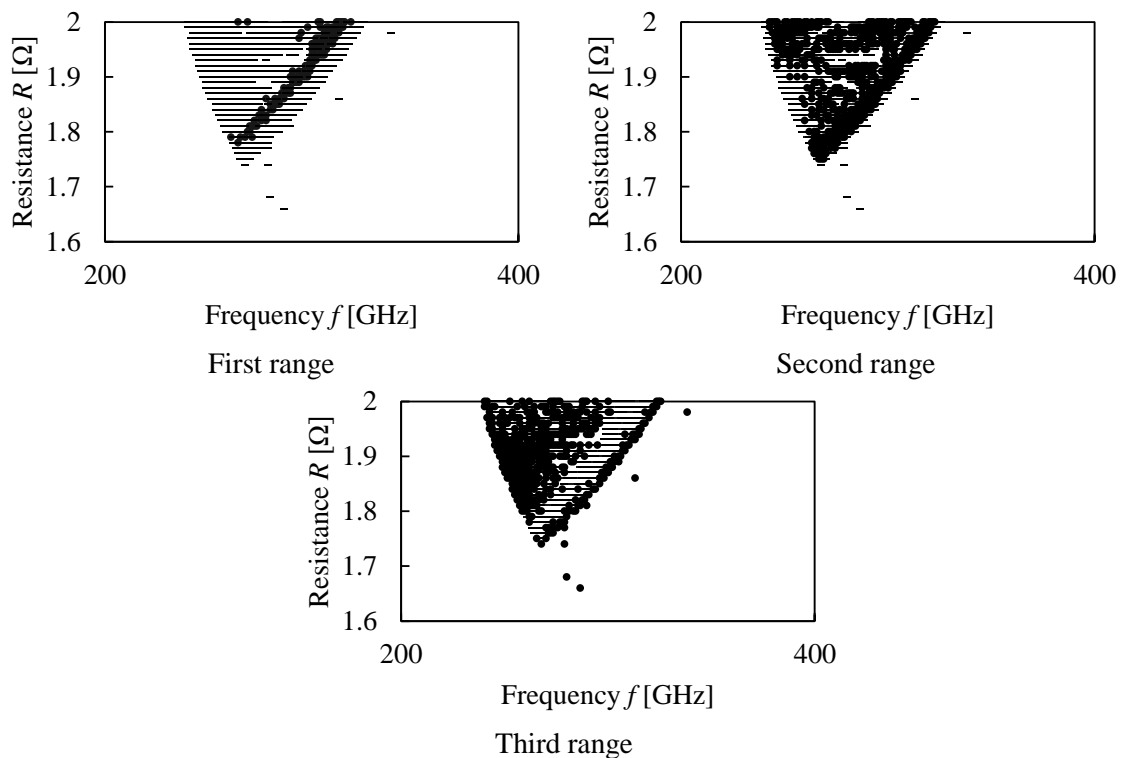 Resistance R [Ω]
2
1.9
1.8
1.7
1.6
200
400
Frequency f [GHz]
First range
Resistance R [Ω]
2
1.9
1.8
1.7
1.6
200
400
Frequency f [GHz]
Second range
Resistance R [Ω]
2
1.9
1.8
1.7
1.6
200
400
Frequency f [GHz]
Third range